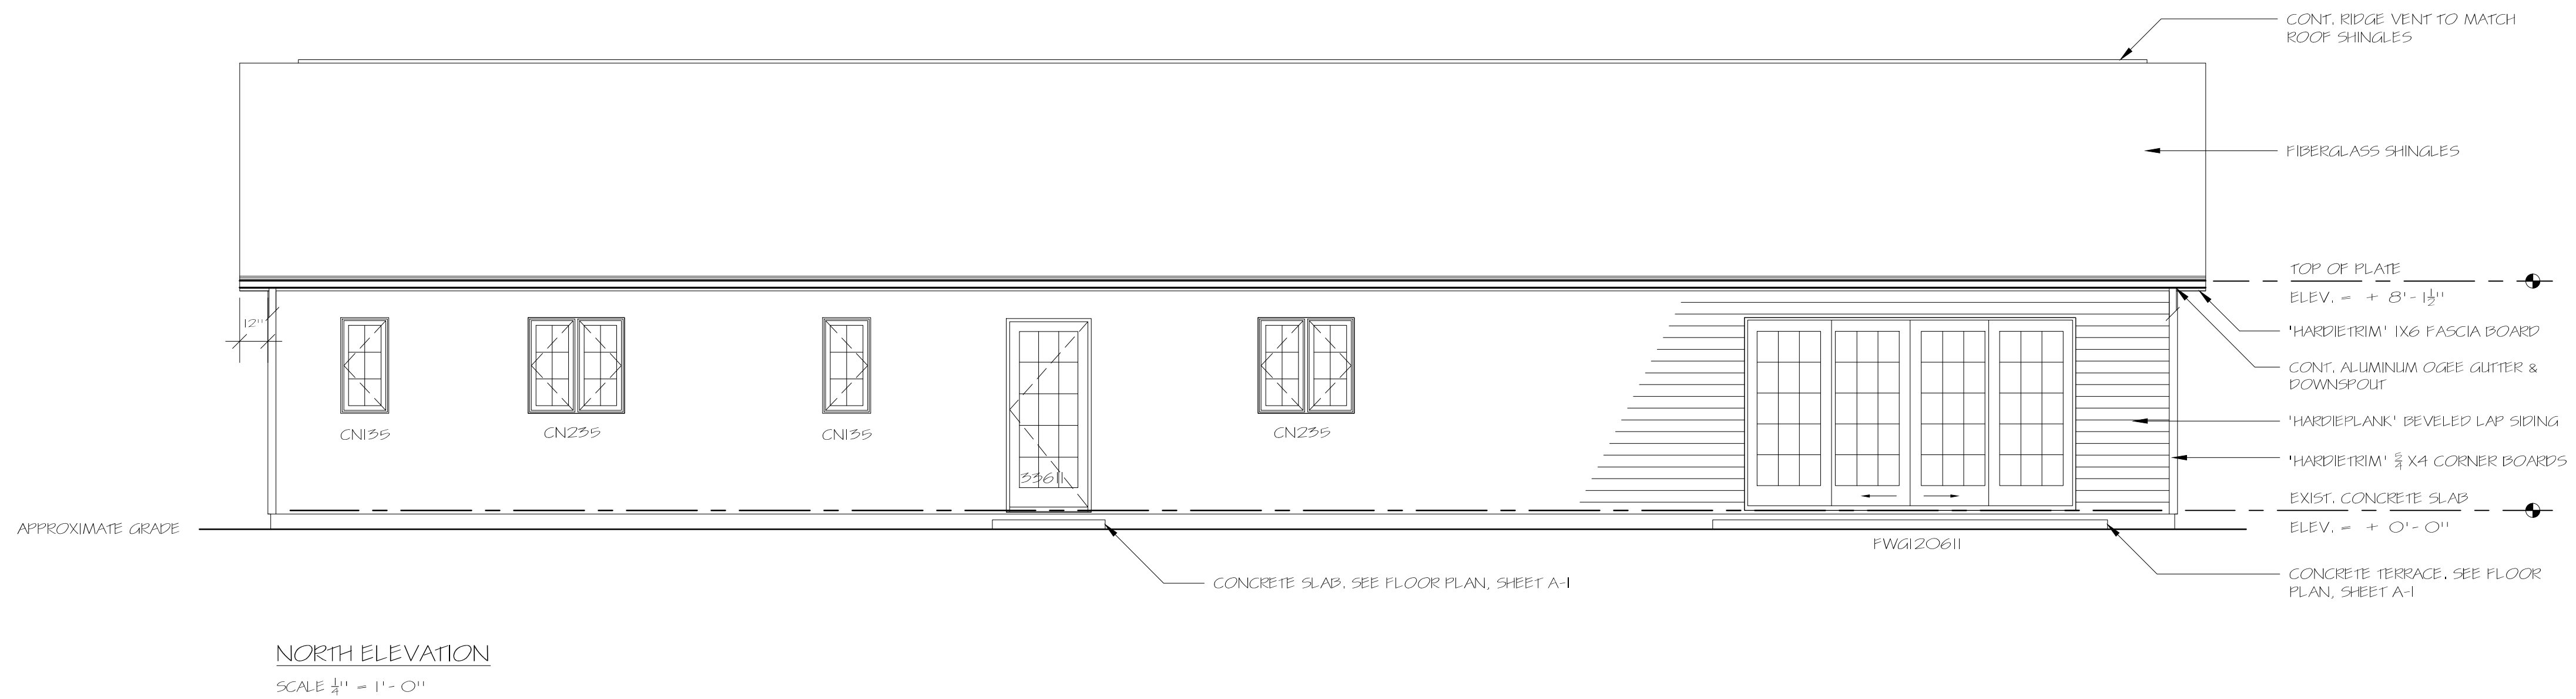 CONT. RIDGE VENT TO MATCH
ROOF SHINGLES
FIBERGLASS SHINGLES
TOP OF PLATE
ELEV. = + 8'-1½"
12"
'HARDIETRIM' 1X6 FASCIA BOARD
CONT. ALUMINUM OGEE GUTTER &
DOWNSPOUT
'HARDIEPLANK' BEVELED LAP SIDING
'HARDIETRIM' 5/4 X4 CORNER BOARDS
CN135
CN235
CN135
CN235
33611
EXIST. CONCRETE SLAB
ELEV. = + 0'-0"
APPROXIMATE GRADE
FWG120611
CONCRETE SLAB. SEE FLOOR PLAN, SHEET A-1
CONCRETE TERRACE. SEE FLOOR
PLAN, SHEET A-1
NORTH ELEVATION
SCALE ¼" = 1'-0"